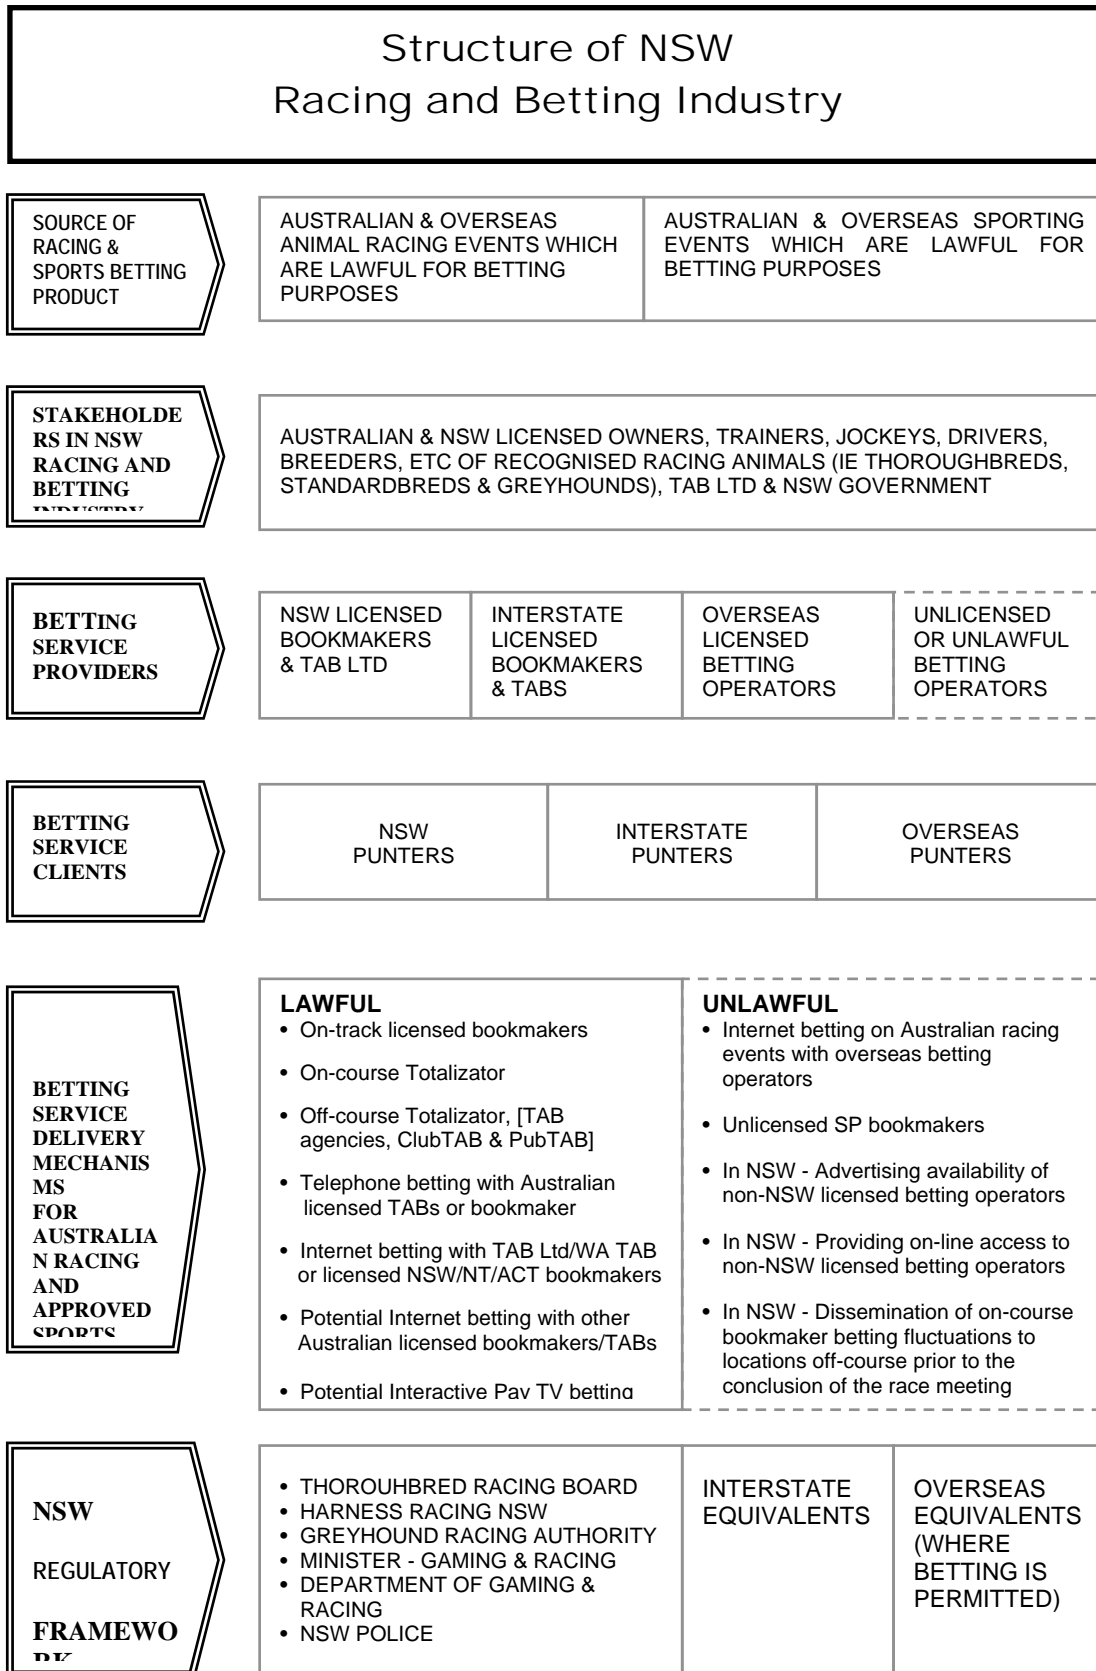 Structure of NSW
Racing and Betting Industry
SOURCE OF
RACING &
SPORTS BETTING
PRODUCT
AUSTRALIAN & OVERSEAS
ANIMAL RACING EVENTS WHICH
ARE LAWFUL FOR BETTING
PURPOSES
AUSTRALIAN & OVERSEAS SPORTING
EVENTS WHICH ARE LAWFUL FOR
BETTING PURPOSES
STAKEHOLDE
RS IN NSW
RACING AND
BETTING
INDUSTRY
AUSTRALIAN & NSW LICENSED OWNERS, TRAINERS, JOCKEYS, DRIVERS,
BREEDERS, ETC OF RECOGNISED RACING ANIMALS (IE THOROUGHBREDS,
STANDARDBREDS & GREYHOUNDS), TAB LTD & NSW GOVERNMENT
BETTING
SERVICE
PROVIDERS
NSW LICENSED
BOOKMAKERS
& TAB LTD
INTERSTATE
LICENSED
BOOKMAKERS
& TABS
OVERSEAS
LICENSED
BETTING
OPERATORS
UNLICENSED
OR UNLAWFUL
BETTING
OPERATORS
BETTING
SERVICE
CLIENTS
NSW
PUNTERS
INTERSTATE
PUNTERS
OVERSEAS
PUNTERS
BETTING
SERVICE
DELIVERY
MECHANIS
MS
FOR
AUSTRALIA
N RACING
AND
APPROVED
SPORTS
LAWFUL
• On-track licensed bookmakers
• On-course Totalizator
• Off-course Totalizator, [TAB
agencies, ClubTAB & PubTAB]
• Telephone betting with Australian
licensed TABs or bookmaker
• Internet betting with TAB Ltd/WA TAB
or licensed NSW/NT/ACT bookmakers
• Potential Internet betting with other
Australian licensed bookmakers/TABs
• Potential Interactive Pay TV betting
UNLAWFUL
• Internet betting on Australian racing
events with overseas betting
operators
• Unlicensed SP bookmakers
• In NSW - Advertising availability of
non-NSW licensed betting operators
• In NSW - Providing on-line access to
non-NSW licensed betting operators
• In NSW - Dissemination of on-course
bookmaker betting fluctuations to
locations off-course prior to the
conclusion of the race meeting
NSW
REGULATORY
FRAMEWO
RK
• THOROUHBRED RACING BOARD
• HARNESS RACING NSW
• GREYHOUND RACING AUTHORITY
• MINISTER - GAMING & RACING
• DEPARTMENT OF GAMING &
RACING
• NSW POLICE
INTERSTATE
EQUIVALENTS
OVERSEAS
EQUIVALENTS
(WHERE
BETTING IS
PERMITTED)